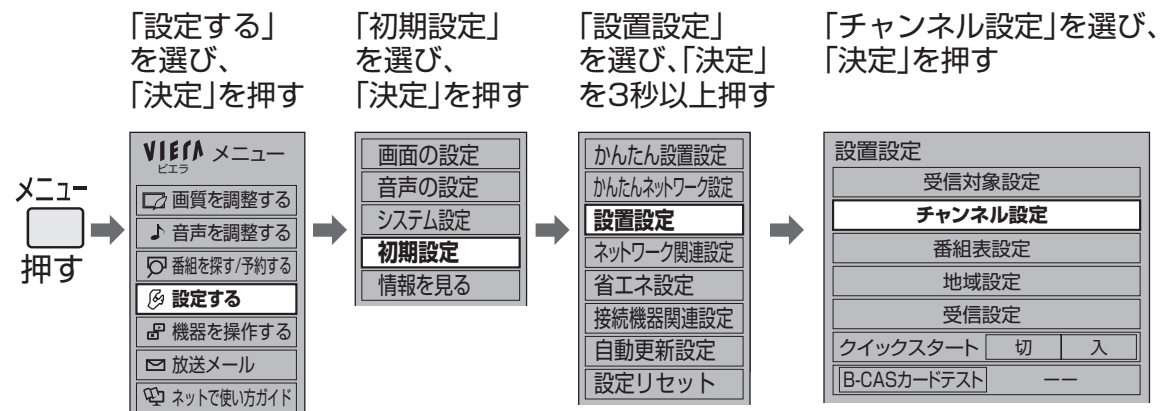 「設定する」
を選び、
「決定」を押す
「初期設定」
を選び、
「決定」を押す
「設置設定」
を選び、「決定」
を3秒以上押す
「チャンネル設定」を選び、
「決定」を押す
メニュー
押す
VIERA メニュー
ビエラ
画質を調整する
音声を調整する
番組を探す/予約する
設定する
機器を操作する
放送メール
ネットで使い方ガイド
画面の設定
音声の設定
システム設定
初期設定
情報を見る
かんたん設置設定
かんたんネットワーク設定
設置設定
ネットワーク関連設定
省エネ設定
接続機器関連設定
自動更新設定
設定リセット
設置設定
受信対象設定
チャンネル設定
番組表設定
地域設定
受信設定
クイックスタート 切 入
B-CASカードテスト −−